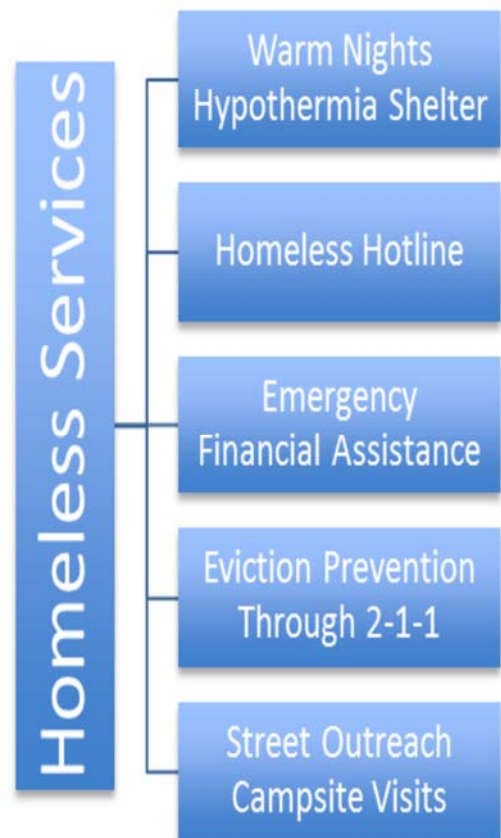 Homeless Services
Warm Nights
Hypothermia Shelter
Homeless Hotline
Emergency
Financial Assistance
Eviction Prevention
Through 2-1-1
Street Outreach
Campsite Visits